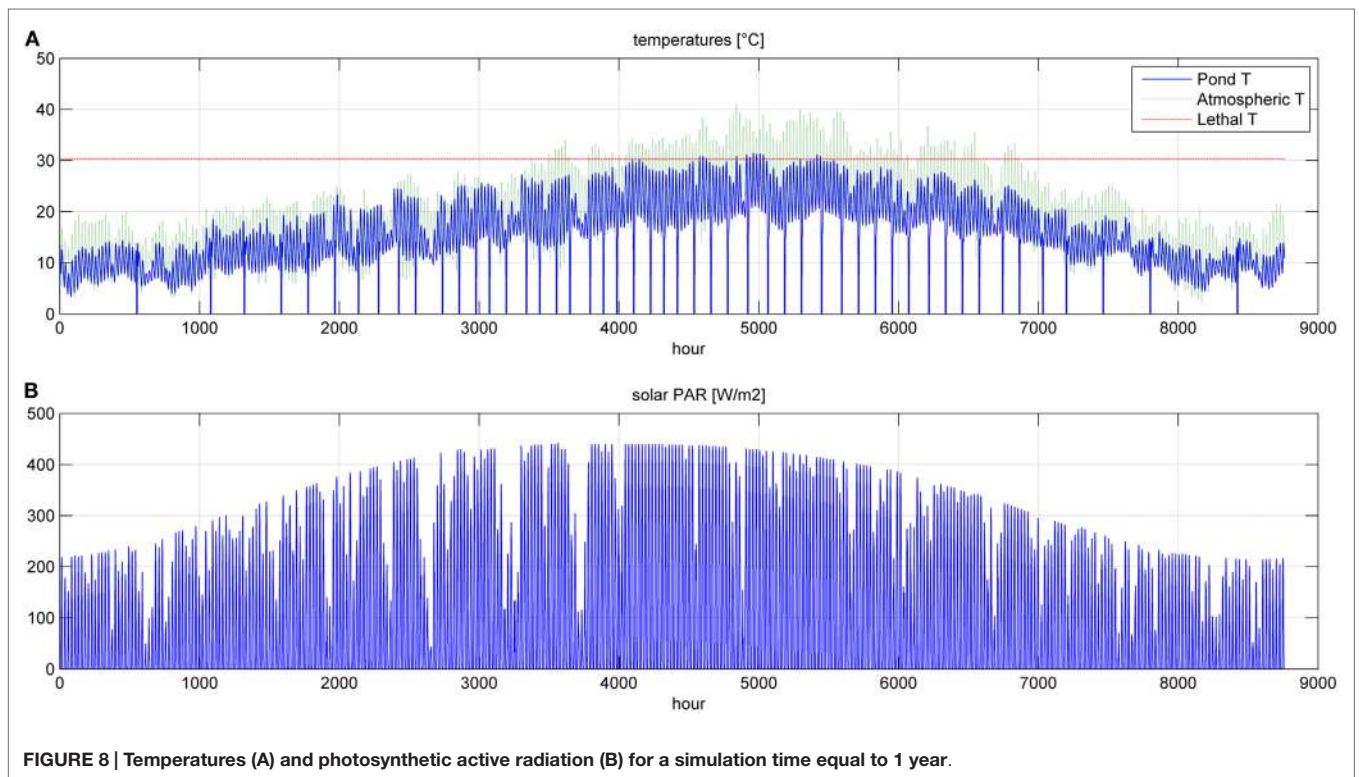 A
temperatures [°C]
50
40
30
20
10
0
Pond T
Atmospheric T
Lethal T
0 1000 2000 3000 4000 5000 6000 7000 8000 9000
hour
B
solar PAR [W/m2]
500
400
300
200
100
0
0 1000 2000 3000 4000 5000 6000 7000 8000 9000
hour
FIGURE 8 | Temperatures (A) and photosynthetic active radiation (B) for a simulation time equal to 1 year.